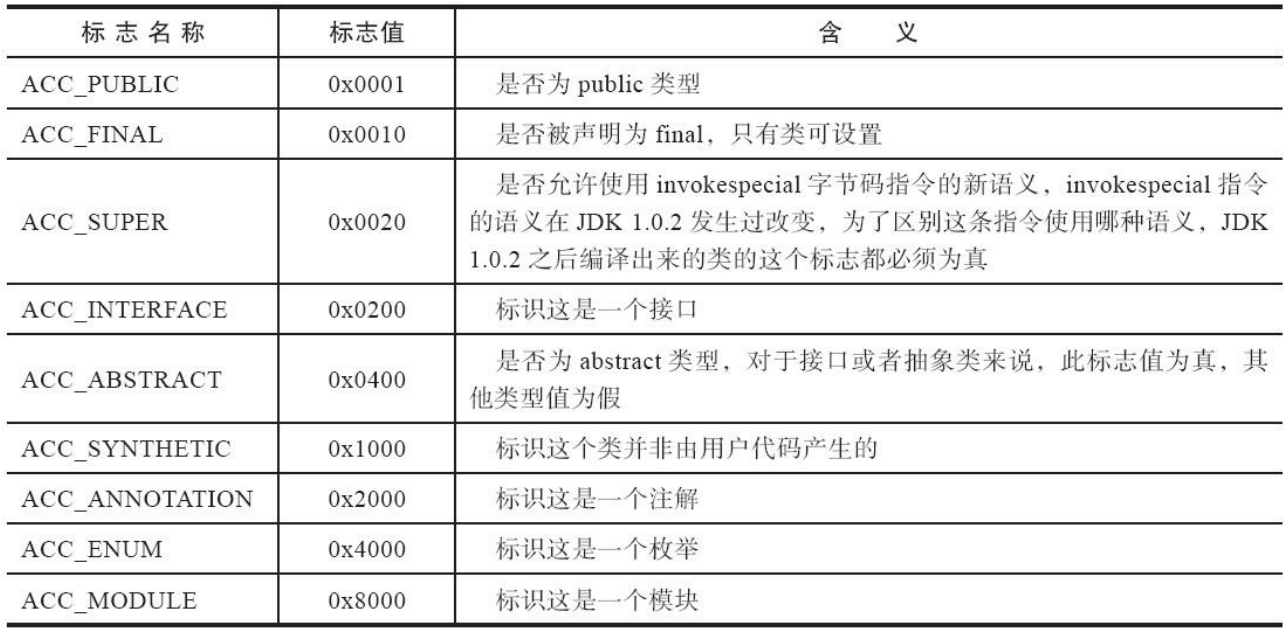 标志名称 标志值 含 义
ACC_PUBLIC 0x0001 是否为 public 类型
ACC_FINAL 0x0010 是否被声明为 final，只有类可设置
是否允许使用 invokespecial 字节码指令的新语义，invokespecial 指令
ACC_SUPER 0x0020 的语义在 JDK 1.0.2 发生过改变，为了区别这条指令使用哪种语义，JDK
1.0.2 之后编译出来的类的这个标志都必须为真
ACC_INTERFACE 0x0200 标识这是一个接口
ACC_ABSTRACT 0x0400 是否为 abstract 类型，对于接口或者抽象类来说，此标志值为真，其
他类型值为假
ACC_SYNTHETIC 0x1000 标识这个类并非由用户代码产生的
ACC_ANNOTATION 0x2000 标识这是一个注解
ACC_ENUM 0x4000 标识这是一个枚举
ACC_MODULE 0x8000 标识这是一个模块